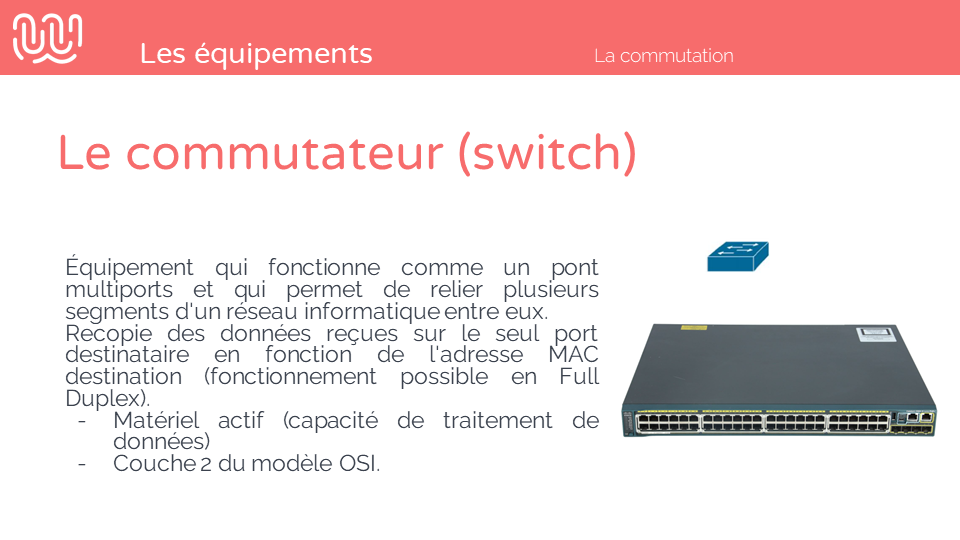 Les équipements
La commutation
Le commutateur (switch)
Équipement qui fonctionne comme un pont
multiports et qui permet de relier plusieurs
segments d'un réseau informatique entre eux.
Recopie des données reçues sur le seul port
destinataire en fonction de l'adresse MAC
destination (fonctionnement possible en Full
Duplex).
- Matériel actif (capacité de traitement de
données)
- Couche 2 du modèle OSI.